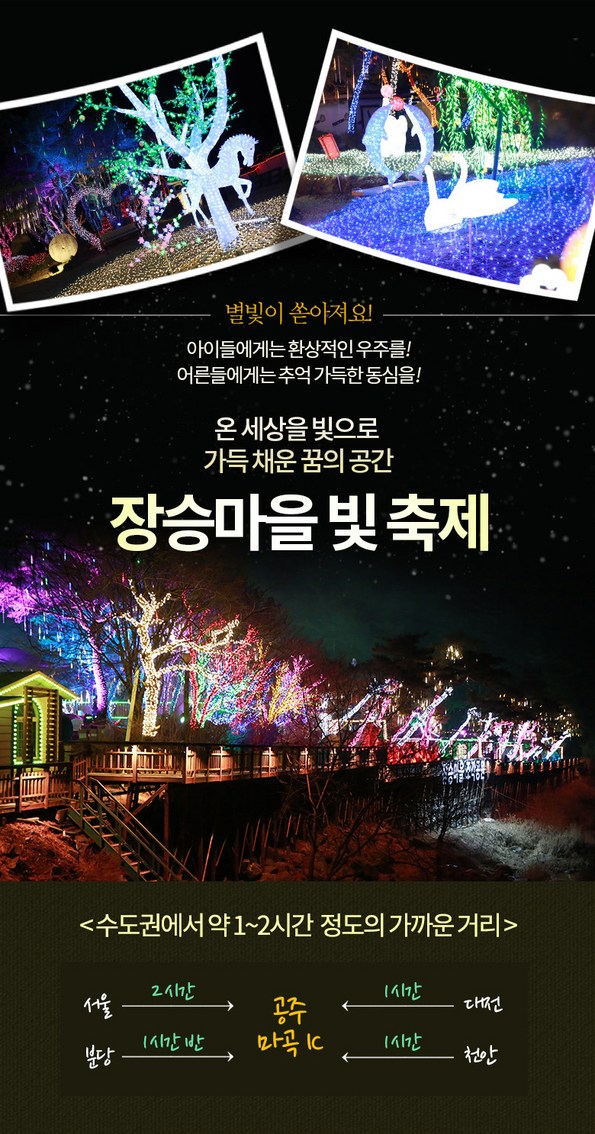 별빛이 쏟아져요!
아이들에게는 환상적인 우주를!
어른들에게는 추억 가득한 동심을!
온 세상을 빛으로
가득 채운 꿈의 공간
장승마을 빛 축제
<수도권에서 약 1~2시간 정도의 가까운 거리>
서울 2시간 공주 1시간 대전
분당 1시간 반 마곡 IC 1시간 천안